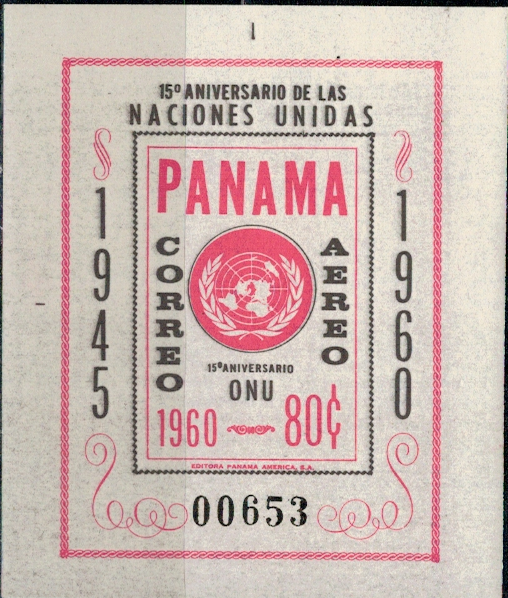 15º ANIVERSARIO DE LAS
NACIONES UNIDAS
1945
1960
PANAMA
CORREO
AEREO
15º ANIVERSARIO
ONU
1960
80¢
EDITORA PANAMA AMERICA, S.A.
00653